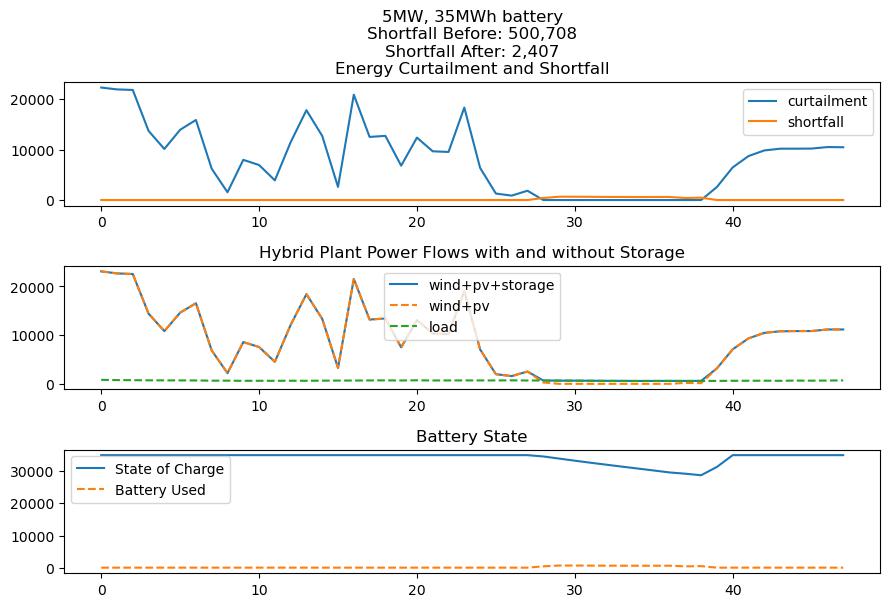 5MW, 35MWh battery
Shortfall Before: 500,708
Shortfall After: 2,407
Energy Curtailment and Shortfall
20000
10000
0
curtailment
shortfall
0 10 20 30 40
Hybrid Plant Power Flows with and without Storage
20000
10000
0
wind+pv+storage
wind+pv
load
0 10 20 30 40
Battery State
30000
20000
10000
0
State of Charge
Battery Used
0 10 20 30 40